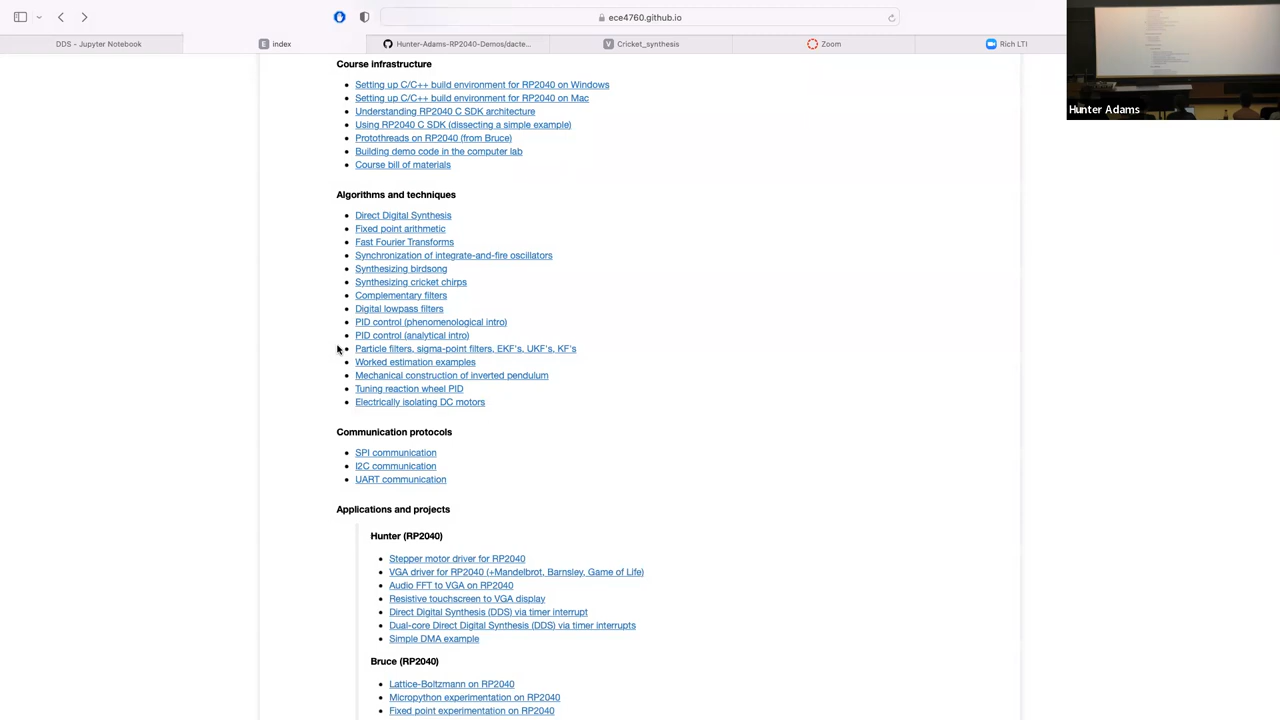 ece4760.github.io
DDS - Jupyter Notebook
index
Hunter-Adams-RP2040-Demos/dacte...
Cricket_synthesis
Zoom
Rich LTI
Hunter Adams
Course infrastructure
Setting up C/C++ build environment for RP2040 on Windows
Setting up C/C++ build environment for RP2040 on Mac
Understanding RP2040 C SDK architecture
Using RP2040 C SDK (dissecting a simple example)
Protothreads on RP2040 (from Bruce)
Building demo code in the computer lab
Course bill of materials
Algorithms and techniques
Direct Digital Synthesis
Fixed point arithmetic
Fast Fourier Transforms
Synchronization of integrate-and-fire oscillators
Synthesizing birdsong
Synthesizing cricket chirps
Complementary filters
Digital lowpass filters
PID control (phenomenological intro)
PID control (analytical intro)
Particle filters, sigma-point filters, EKF's, UKF's, KF's
Worked estimation examples
Mechanical construction of inverted pendulum
Tuning reaction wheel PID
Electrically isolating DC motors
Communication protocols
SPI communication
I2C communication
UART communication
Applications and projects
Hunter (RP2040)
Stepper motor driver for RP2040
VGA driver for RP2040 (+Mandelbrot, Barnsley, Game of Life)
Audio FFT to VGA on RP2040
Resistive touchscreen to VGA display
Direct Digital Synthesis (DDS) via timer interrupt
Dual-core Direct Digital Synthesis (DDS) via timer interrupts
Simple DMA example
Bruce (RP2040)
Lattice-Boltzmann on RP2040
Micropython experimentation on RP2040
Fixed point experimentation on RP2040